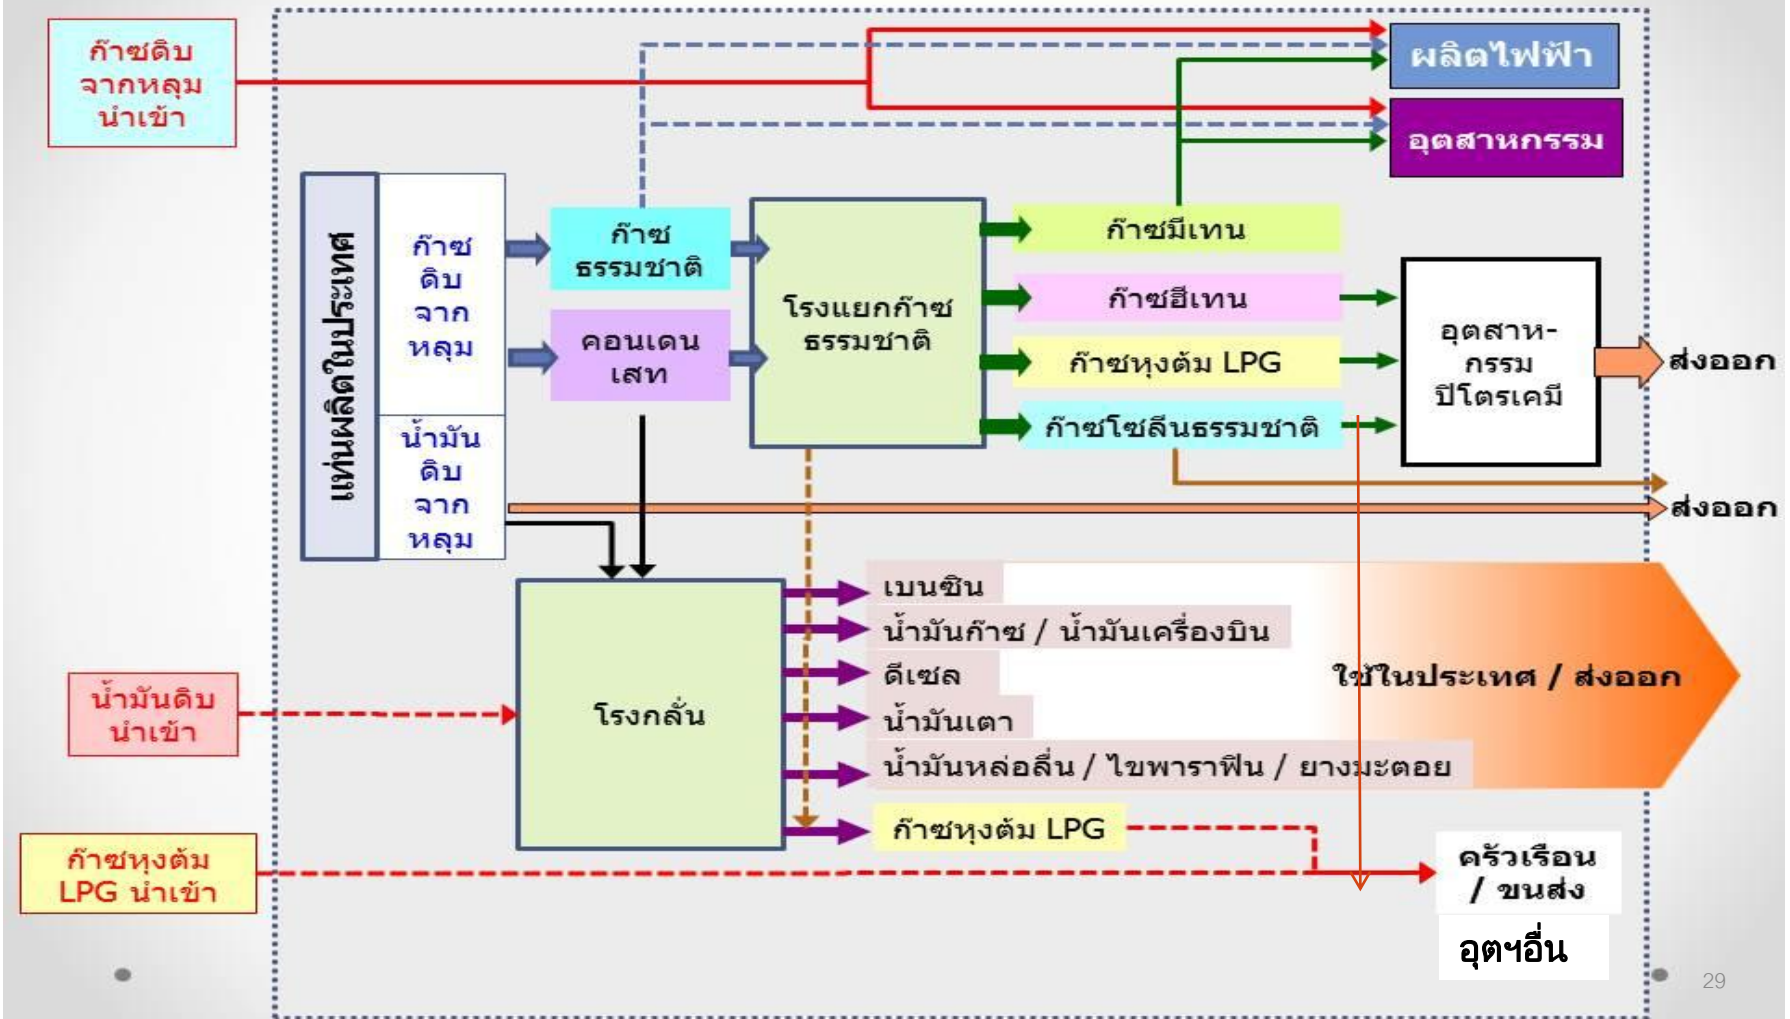 ก๊าซดิบ
จากหลุม
นำเข้า
ผลิตไฟฟ้า
อุตสาหกรรม
แท่นผลิตในประเทศ
ก๊าซ
ดิบ
จาก
หลุม
น้ำมัน
ดิบ
จาก
หลุม
ก๊าซ
ธรรมชาติ
คอนเดน
เสท
โรงแยกก๊าซ
ธรรมชาติ
ก๊าซมีเทน
ก๊าซฮีเทน
ก๊าซหุงต้ม LPG
ก๊าซโซลีนธรรมชาติ
อุตสาห-
กรรม
ปิโตรเคมี
ส่งออก
ส่งออก
น้ำมันดิบ
นำเข้า
โรงกลั่น
เบนซิน
น้ำมันก๊าซ / น้ำมันเครื่องบิน
ดีเซล
น้ำมันเตา
น้ำมันหล่อลื่น / ไขพาราฟิน / ยางมะตอย
ก๊าซหุงต้ม LPG
ใช้ในประเทศ / ส่งออก
ก๊าซหุงต้ม
LPG นำเข้า
ครัวเรือน
/ ขนส่ง
อุตฯอื่น
29